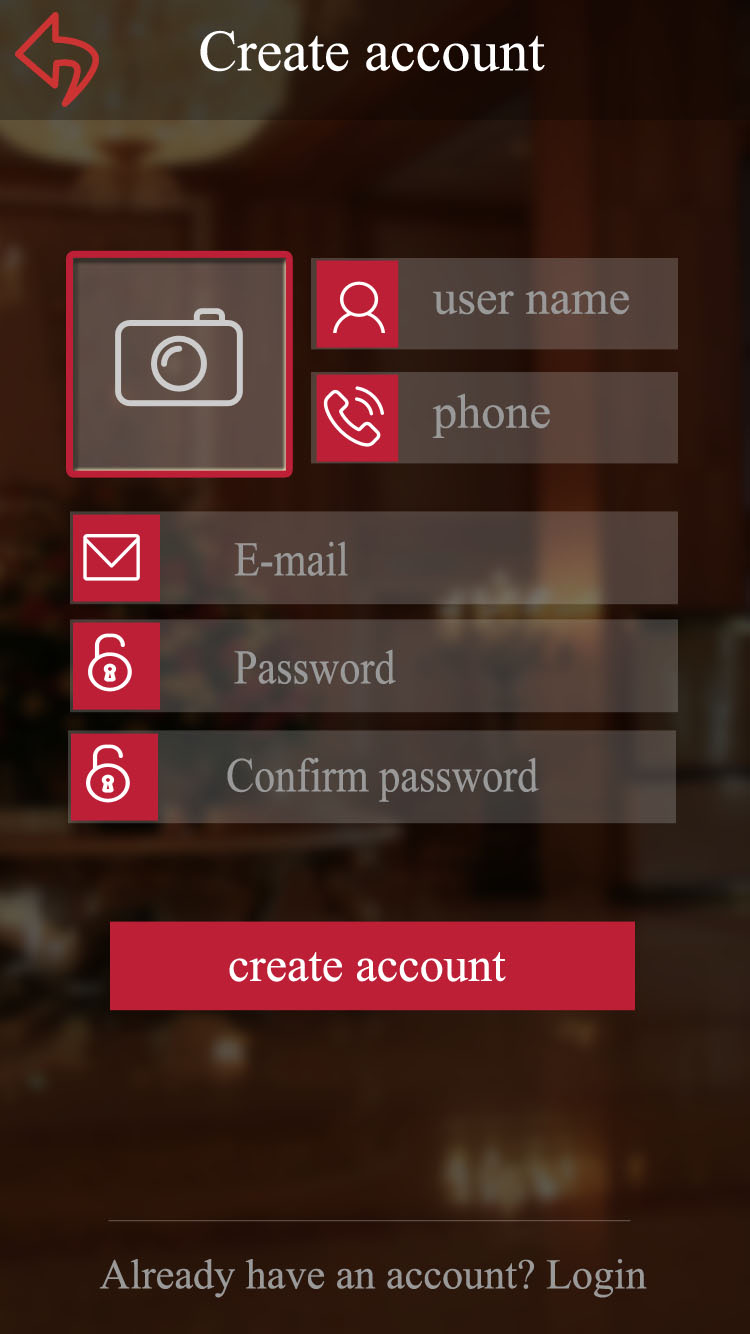 Create account
user name
phone
E-mail
Password
Confirm password
create account
Already have an account? Login